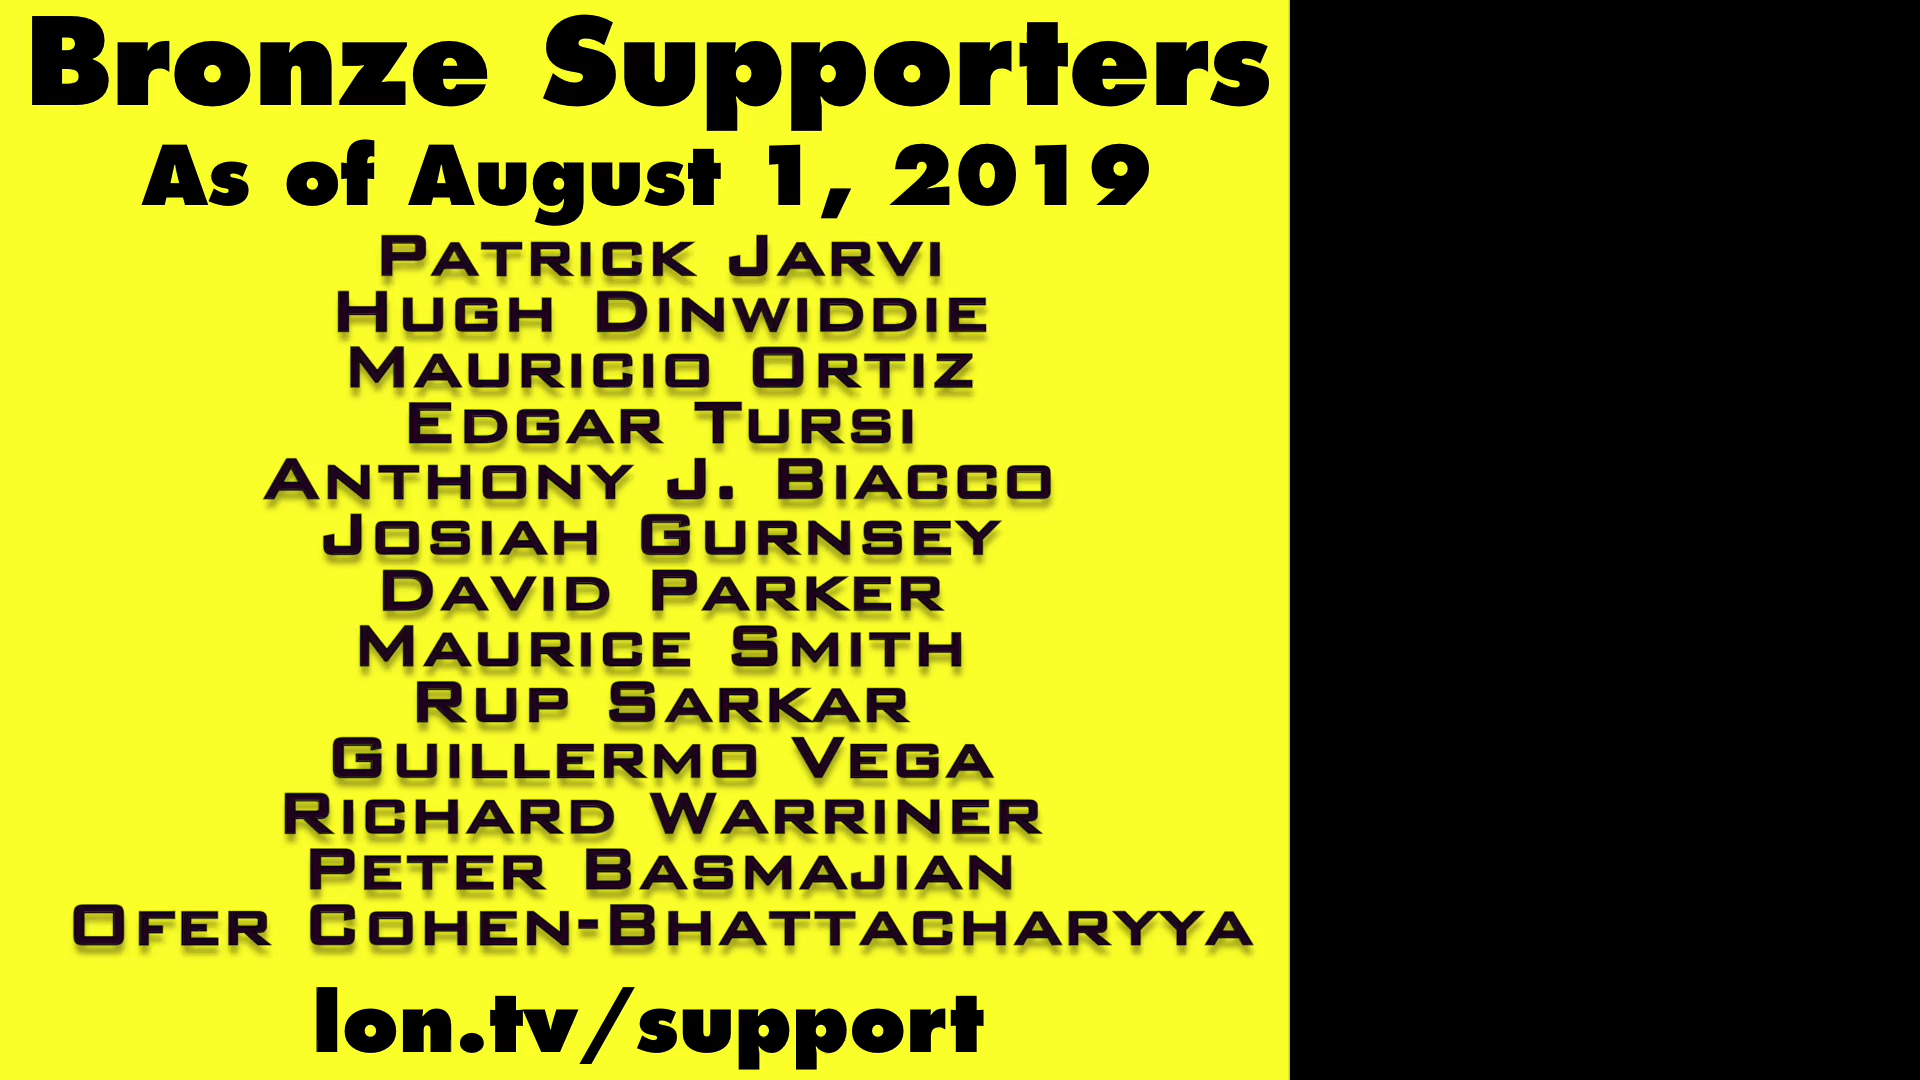 Bronze Supporters
As of August 1, 2019
Patrick Jarvi
Hugh Dinwiddie
Mauricio Ortiz
Edgar Tursi
Anthony J. Biacco
Josiah Gurnsey
David Parker
Maurice Smith
Rup Sarkar
Guillermo Vega
Richard Warriner
Peter Basmajian
Ofer Cohen-Bhattacharyya
lon.tv/support